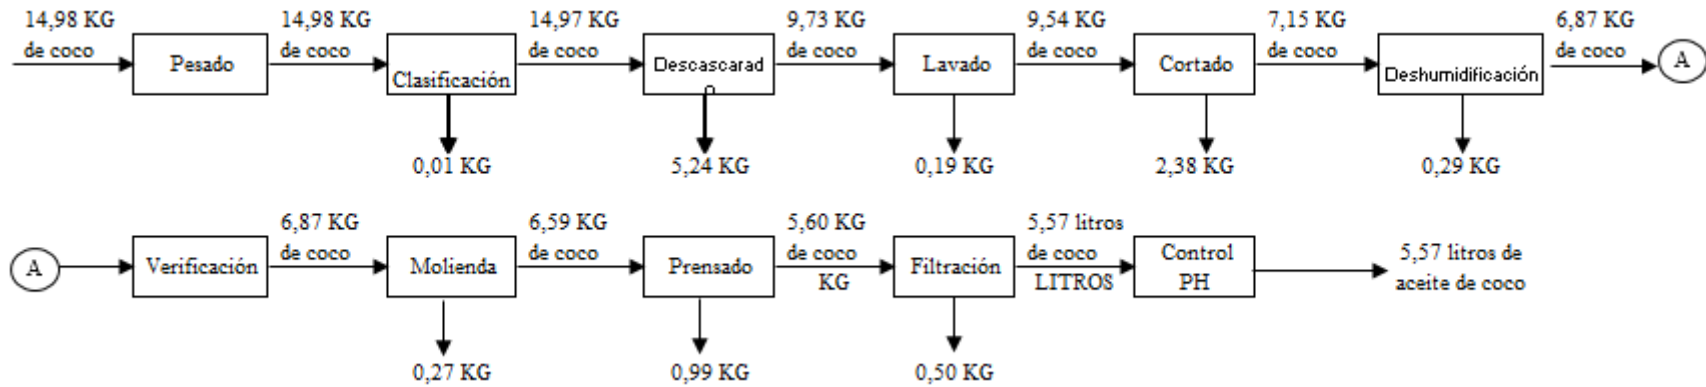 14,98 KG
de coco
Pesado
14,98 KG
de coco
Clasificación
0,01 KG
14,97 KG
de coco
Descascarad
o
5,24 KG
9,73 KG
de coco
Lavado
0,19 KG
9,54 KG
de coco
Cortado
2,38 KG
7,15 KG
de coco
Deshumidificación
0,29 KG
6,87 KG
de coco
A
A
Verificación
6,87 KG
de coco
Molienda
0,27 KG
6,59 KG
de coco
Prensado
0,99 KG
5,60 KG
de coco
KG
Filtración
0,50 KG
5,57 litros
de coco
LITROS
Control
PH
5,57 litros de
aceite de coco